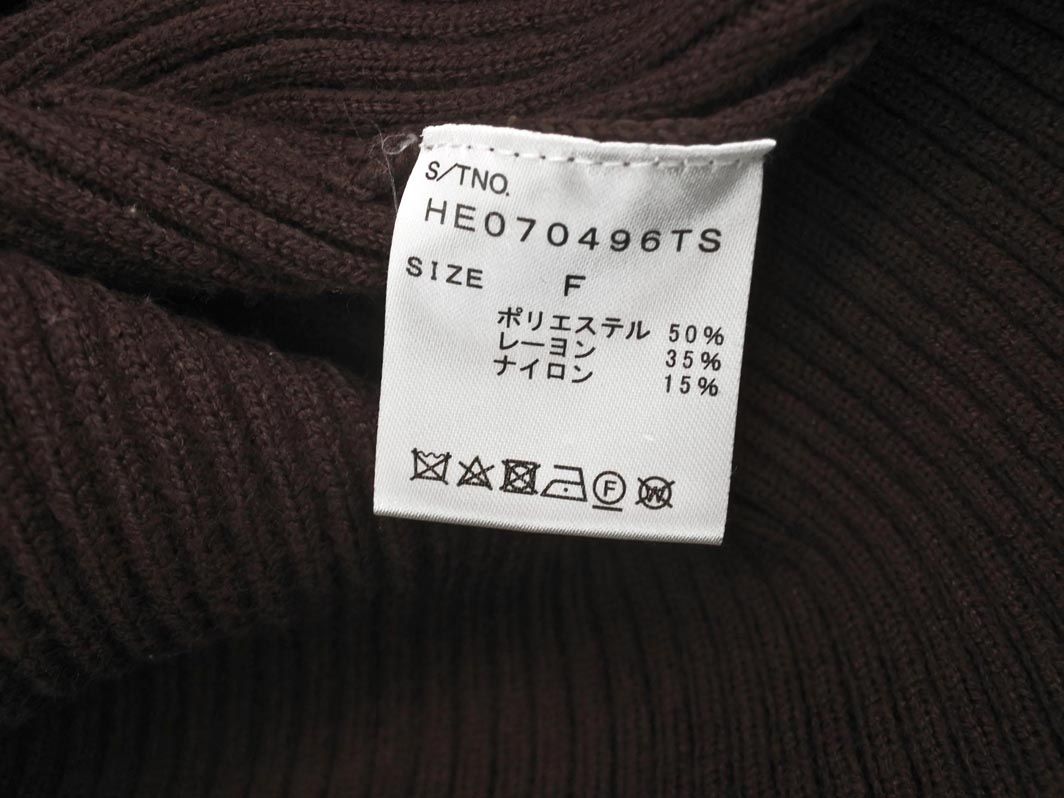 S/TNO.
HE070496TS
SIZE F
ポリエステル 50%
レーヨン 35%
ナイロン 15%
F W